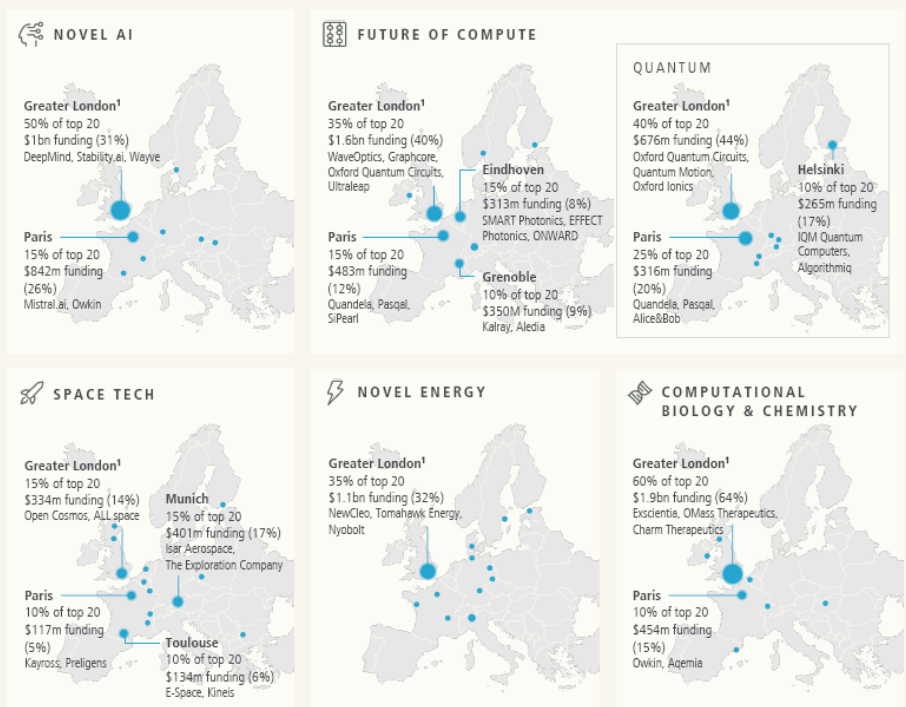 NOVEL AI
Greater London¹
50% of top 20
$1bn funding (31%)
DeepMind, Stability.ai, Wayve
Paris
15% of top 20
$842m funding
(26%)
Mistral.ai, Owkin
FUTURE OF COMPUTE
Greater London¹
35% of top 20
$1.6bn funding (40%)
WaveOptics, Graphcore,
Oxford Quantum Circuits,
Ultraleap
Eindhoven
15% of top 20
$313m funding (8%)
SMART Photonics, EFFECT
Photonics, ONWARD
Paris
15% of top 20
$483m funding
(12%)
Quandela, Pasqal,
SiPearl
Grenoble
10% of top 20
$350M funding (9%)
Kalray, Aledia
QUANTUM
Greater London¹
40% of top 20
$676m funding (44%)
Oxford Quantum Circuits,
Quantum Motion,
Oxford Ionics
Helsinki
10% of top 20
$265m funding
(17%)
IQM Quantum
Computers,
Algorithmiq
Paris
25% of top 20
$316m funding
(20%)
Quandela, Pasqal,
Alice&Bob
SPACE TECH
Greater London¹
15% of top 20
$334m funding (14%)
Open Cosmos, ALL.space
Munich
15% of top 20
$401m funding (17%)
Isar Aerospace,
The Exploration Company
Paris
10% of top 20
$117m funding
(5%)
Kayross, Preligens
Toulouse
10% of top 20
$134m funding (6%)
E-Space, Kineis
NOVEL ENERGY
Greater London¹
35% of top 20
$1.1bn funding (32%)
NewCleo, Tomahawk Energy,
Nyobolt
COMPUTATIONAL
BIOLOGY & CHEMISTRY
Greater London¹
60% of top 20
$1.9bn funding (64%)
Exscientia, OMass Therapeutics,
Charm Therapeutics
Paris
10% of top 20
$454m funding
(15%)
Owkin, Aqemia